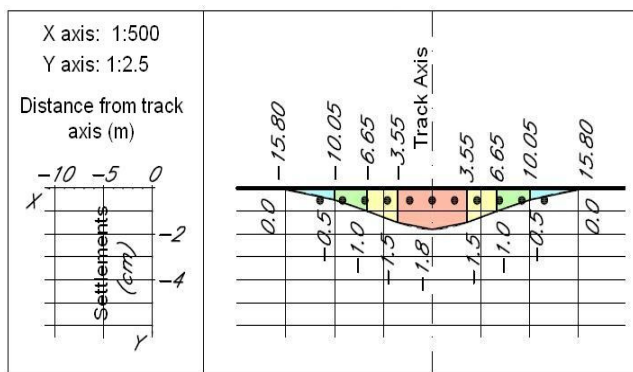 X axis: 1:500
Y axis: 1:2.5
Distance from track
axis (m)
−10 −5 0
X
−2
−4
Settlements
(cm)
Y
Track Axis
−15.80 −10.05 −6.65 −3.55 3.55 6.65 10.05 15.80
0.0 −0.5 −1.0 −1.5 −1.8 −1.5 −1.0 −0.5 0.0